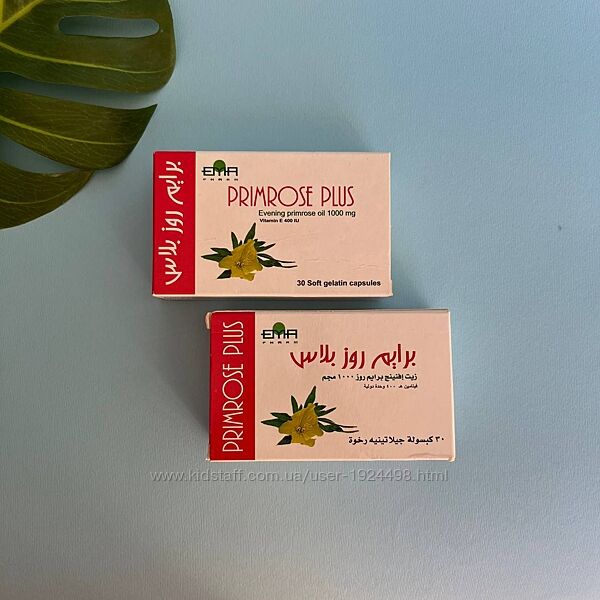 برايم روز بلاس
EMA
PHARM
PRIMROSE PLUS
Evening primrose oil 1000 mg
Vitamin E 400 IU
30 Soft gelatin capsules
PRIMROSE PLUS
EMA
PHARM
برايم روز بلاس
زيت إفنينج برايم روز ١٠٠٠ مجم
فيتامين هـ ٤٠٠ وحدة دولية
٣٠ كبسولة جيلاتينيه رخوة
www.kidstaff.com.ua/user-1924498.html